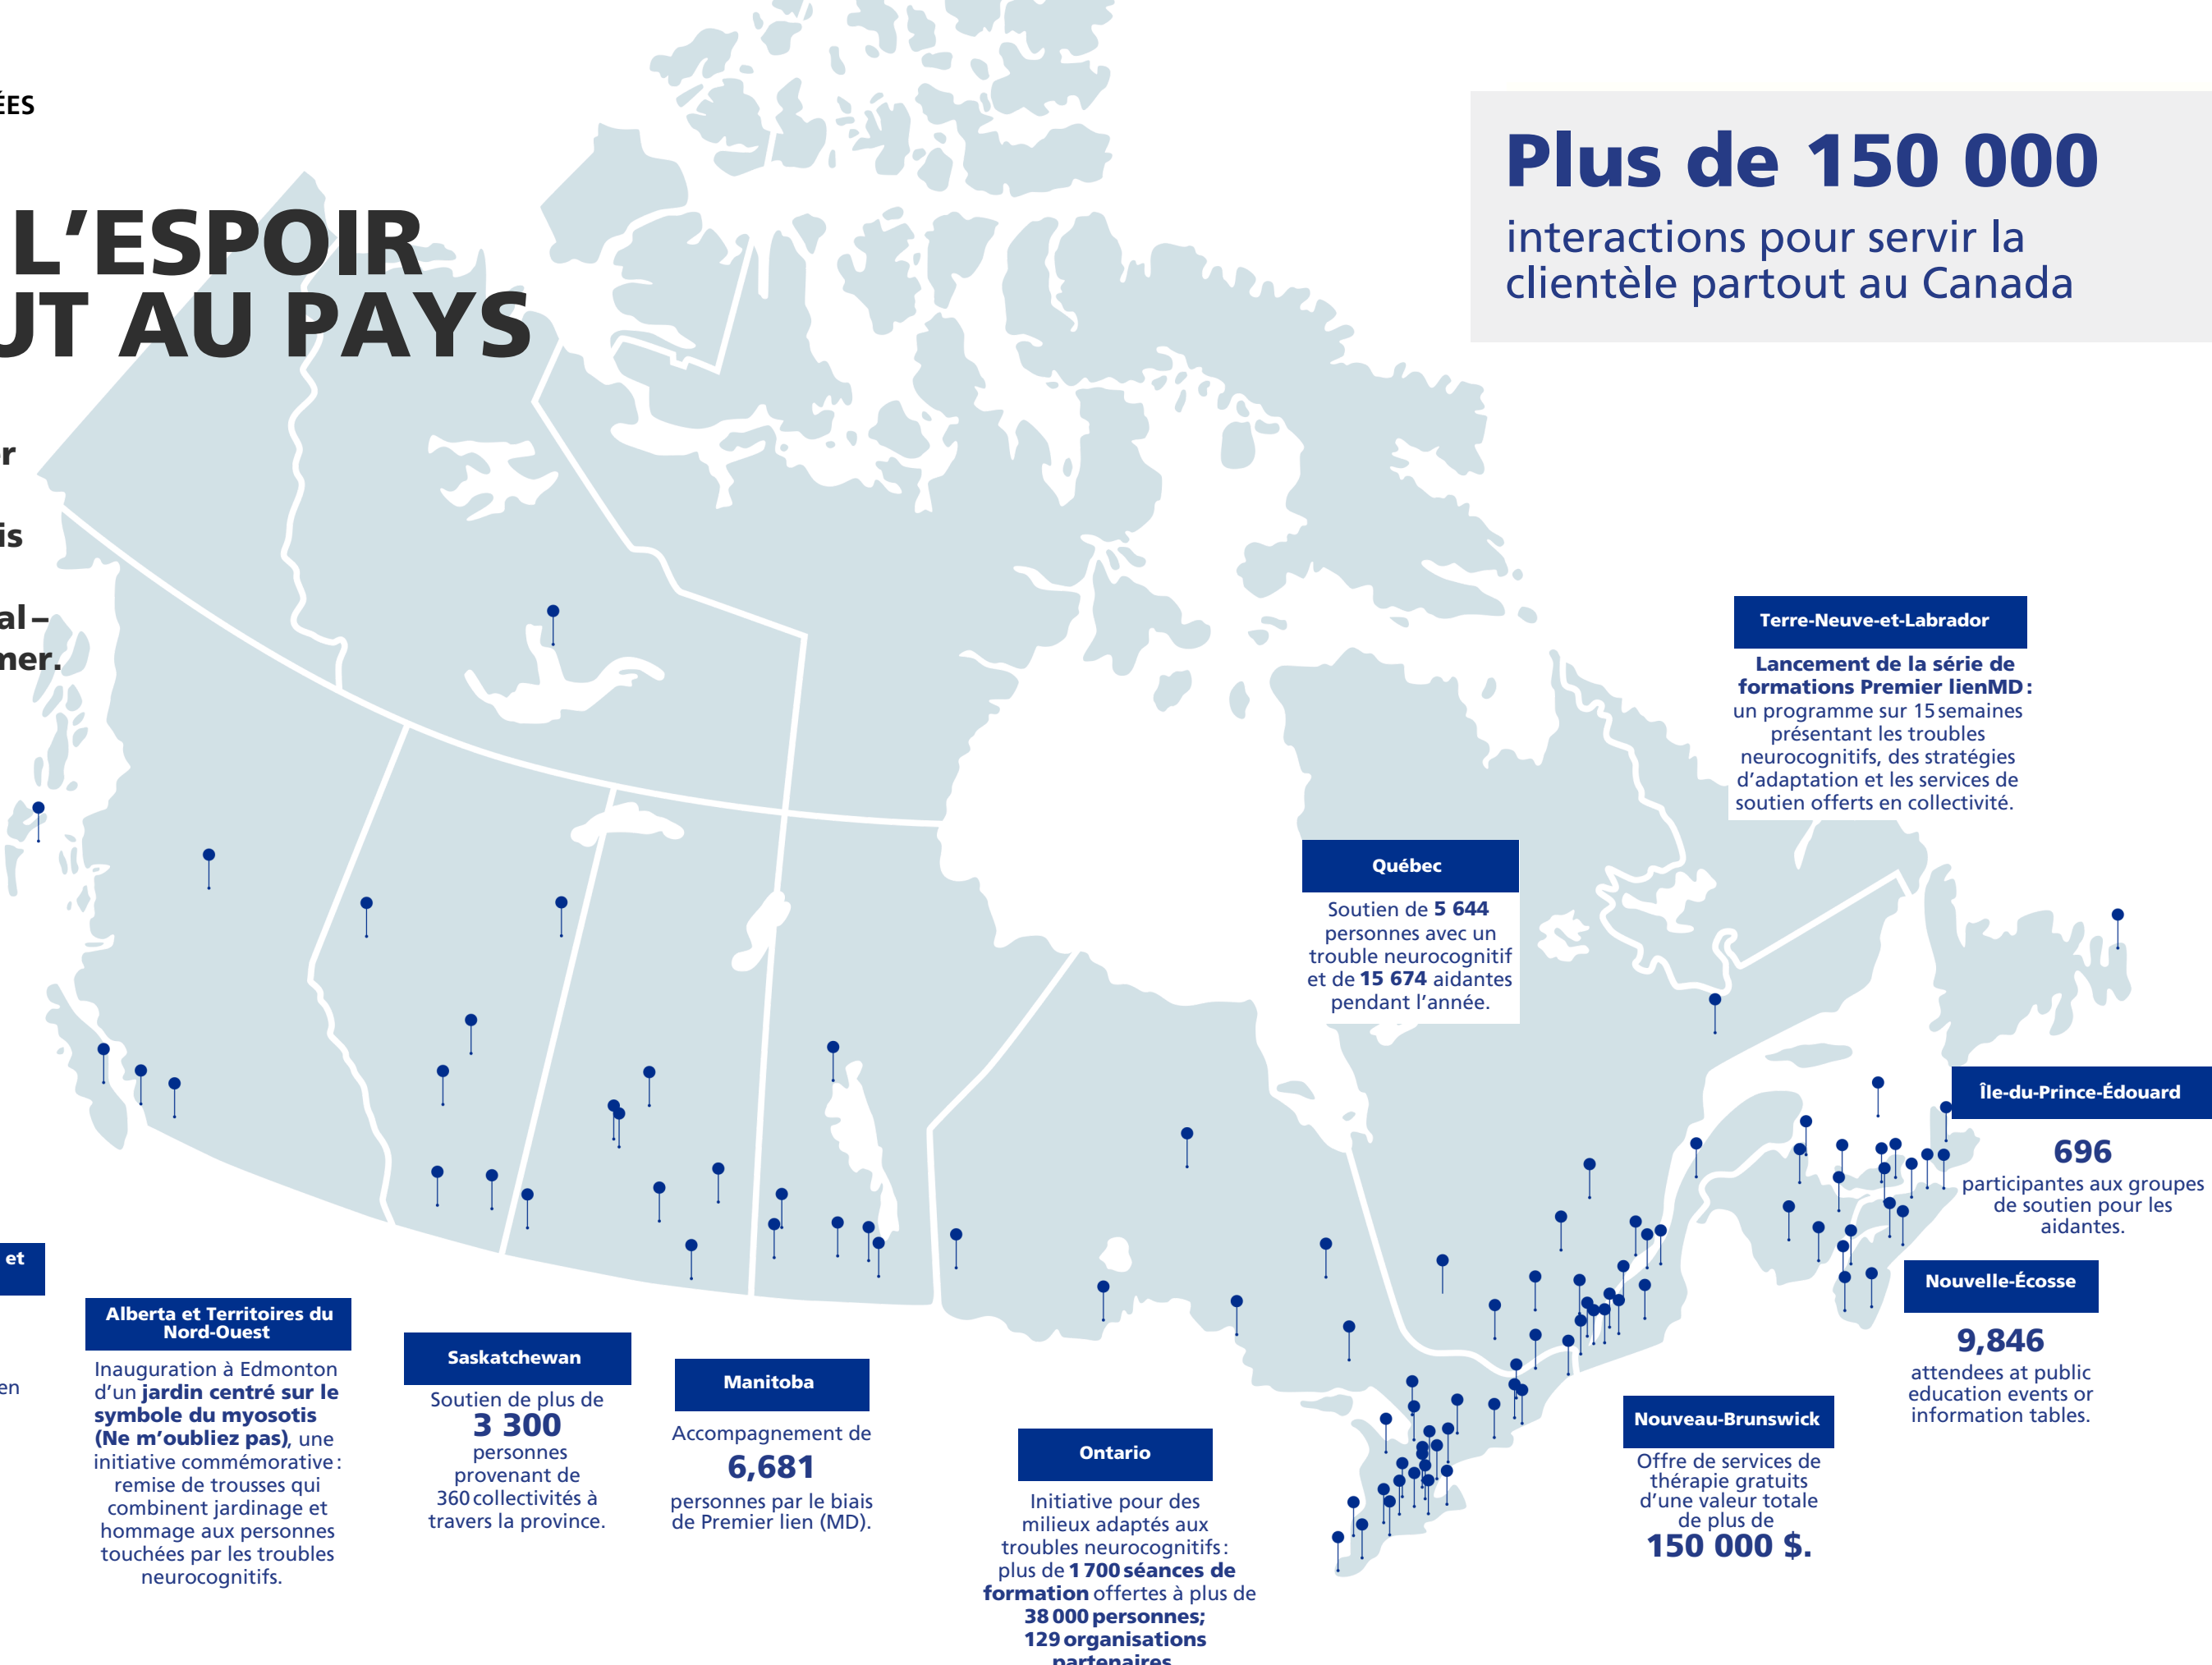 ÉES
L’ESPOIR
UT AU PAYS
er
is
al –
mer.
Plus de 150 000
interactions pour servir la
clientèle partout au Canada
Terre-Neuve-et-Labrador
Lancement de la série de
formations Premier lienMD :
un programme sur 15 semaines
présentant les troubles
neurocognitifs, des stratégies
d’adaptation et les services de
soutien offerts en collectivité.
Québec
Soutien de 5 644
personnes avec un
trouble neurocognitif
et de 15 674 aidantes
pendant l’année.
Île-du-Prince-Édouard
696
participantes aux groupes
de soutien pour les
aidantes.
Nouvelle-Écosse
9,846
attendees at public
education events or
information tables.
Nouveau-Brunswick
Offre de services de
thérapie gratuits
d’une valeur totale
de plus de
150 000 $.
et
en
Alberta et Territoires du
Nord-Ouest
Inauguration à Edmonton
d’un jardin centré sur le
symbole du myosotis
(Ne m’oubliez pas), une
initiative commémorative :
remise de trousses qui
combinent jardinage et
hommage aux personnes
touchées par les troubles
neurocognitifs.
Saskatchewan
Soutien de plus de
3 300
personnes
provenant de
360 collectivités à
travers la province.
Manitoba
Accompagnement de
6,681
personnes par le biais
de Premier lien (MD).
Ontario
Initiative pour des
milieux adaptés aux
troubles neurocognitifs :
plus de 1 700 séances de
formation offertes à plus de
38 000 personnes;
129 organisations
partenaires